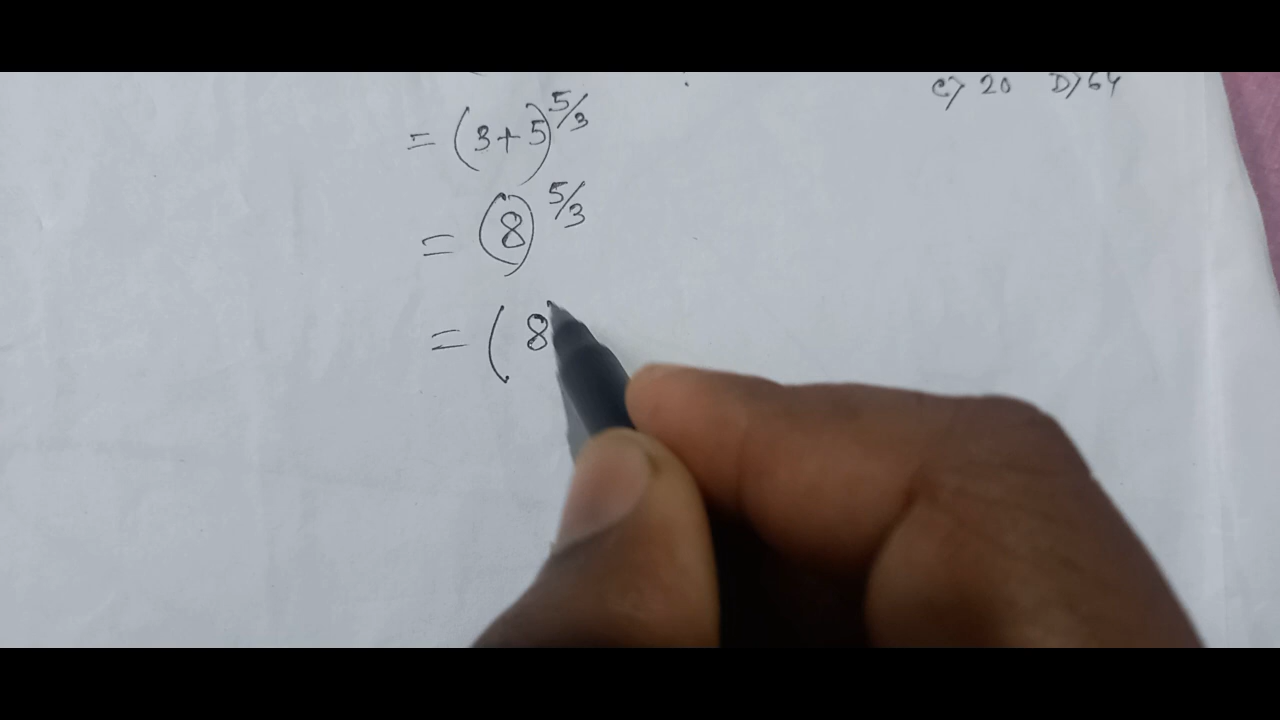 C) 20 D) 64
= (3+5)^5/3
= (8)^5/3
= (8